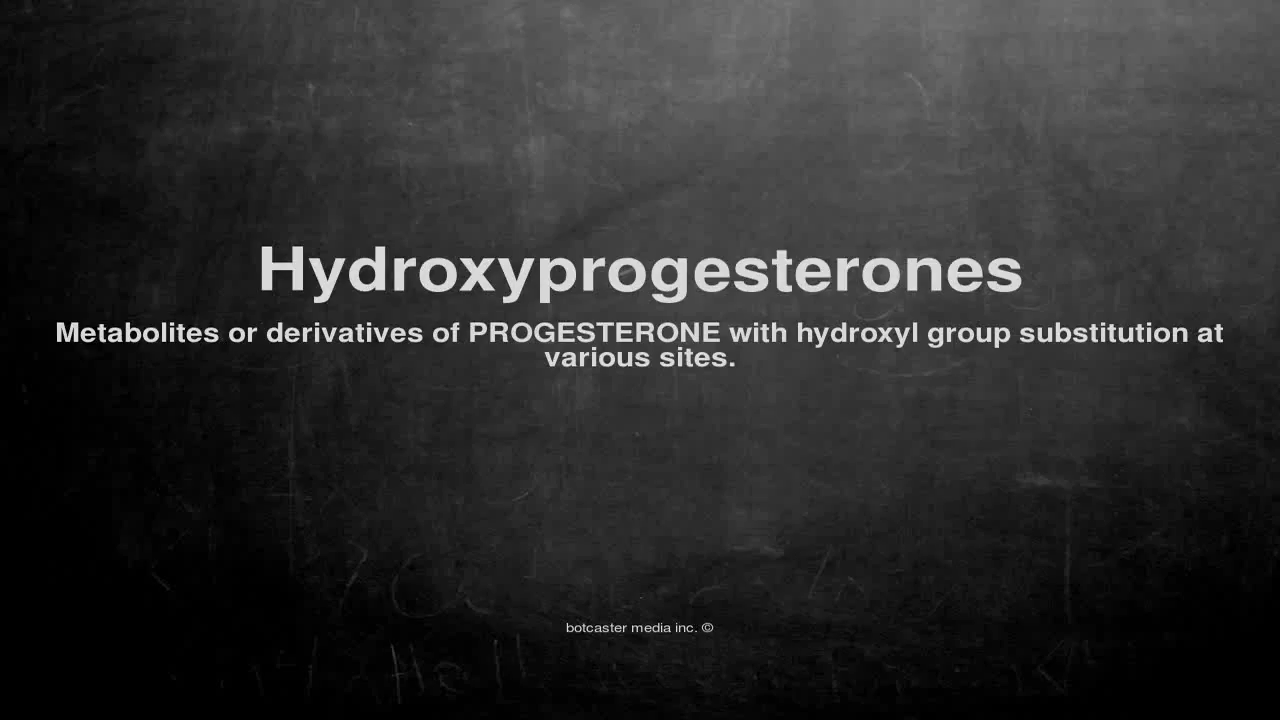 Hydroxyprogesterones
Metabolites or derivatives of PROGESTERONE with hydroxyl group substitution at
various sites.
botcaster media inc. ©